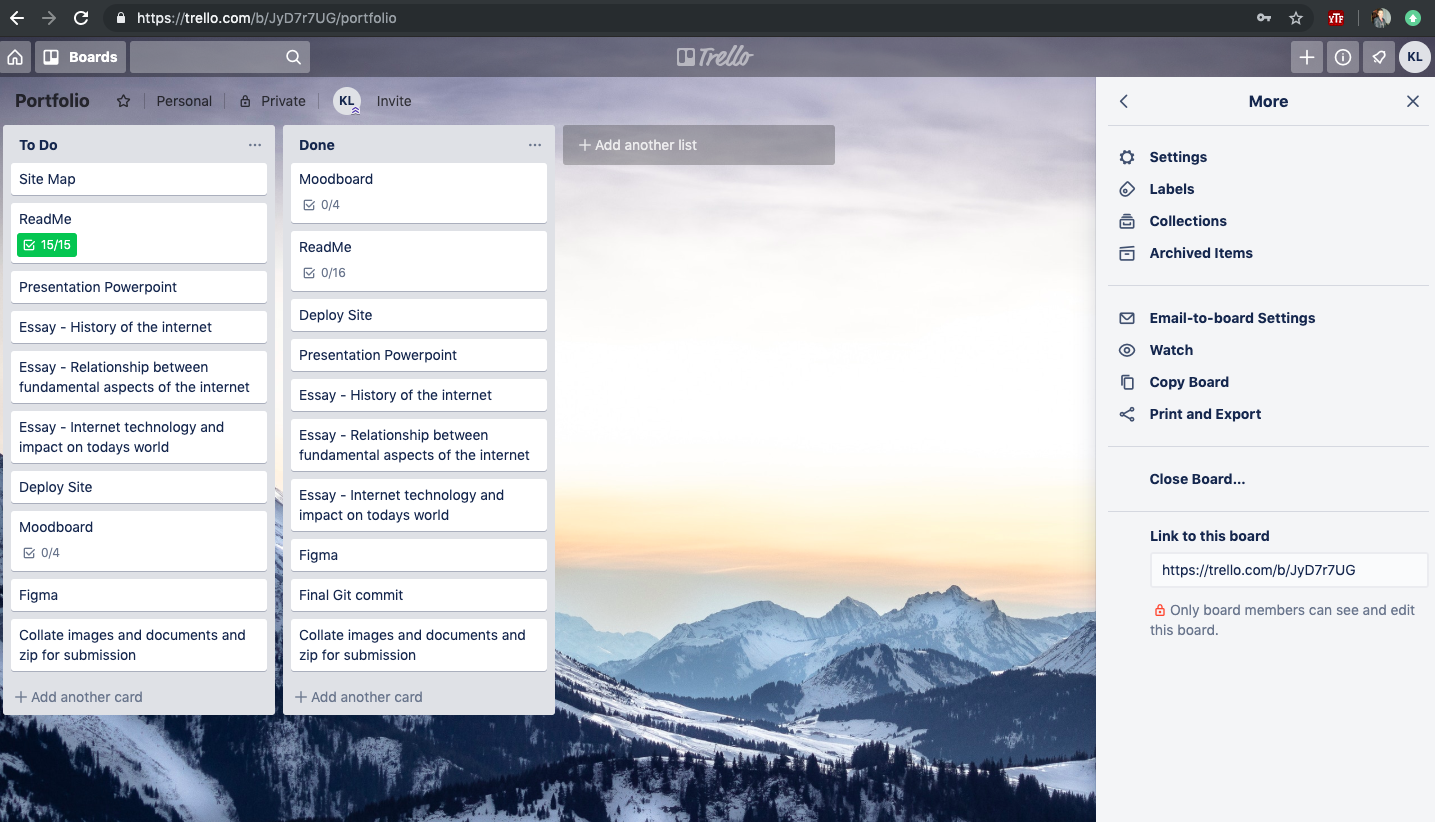 https://trello.com/b/JyD7r7UG/portfolio
YTF
Boards
Trello
KL
Portfolio
Personal
Private
KL
Invite
To Do
Site Map
ReadMe
15/15
Presentation Powerpoint
Essay - History of the internet
Essay - Relationship between
fundamental aspects of the internet
Essay - Internet technology and
impact on todays world
Deploy Site
Moodboard
0/4
Figma
Collate images and documents and
zip for submission
Add another card
Done
Moodboard
0/4
ReadMe
0/16
Deploy Site
Presentation Powerpoint
Essay - History of the internet
Essay - Relationship between
fundamental aspects of the internet
Essay - Internet technology and
impact on todays world
Figma
Final Git commit
Collate images and documents and
zip for submission
Add another card
Add another list
More
Settings
Labels
Collections
Archived Items
Email-to-board Settings
Watch
Copy Board
Print and Export
Close Board...
Link to this board
https://trello.com/b/JyD7r7UG
Only board members can see and edit
this board.